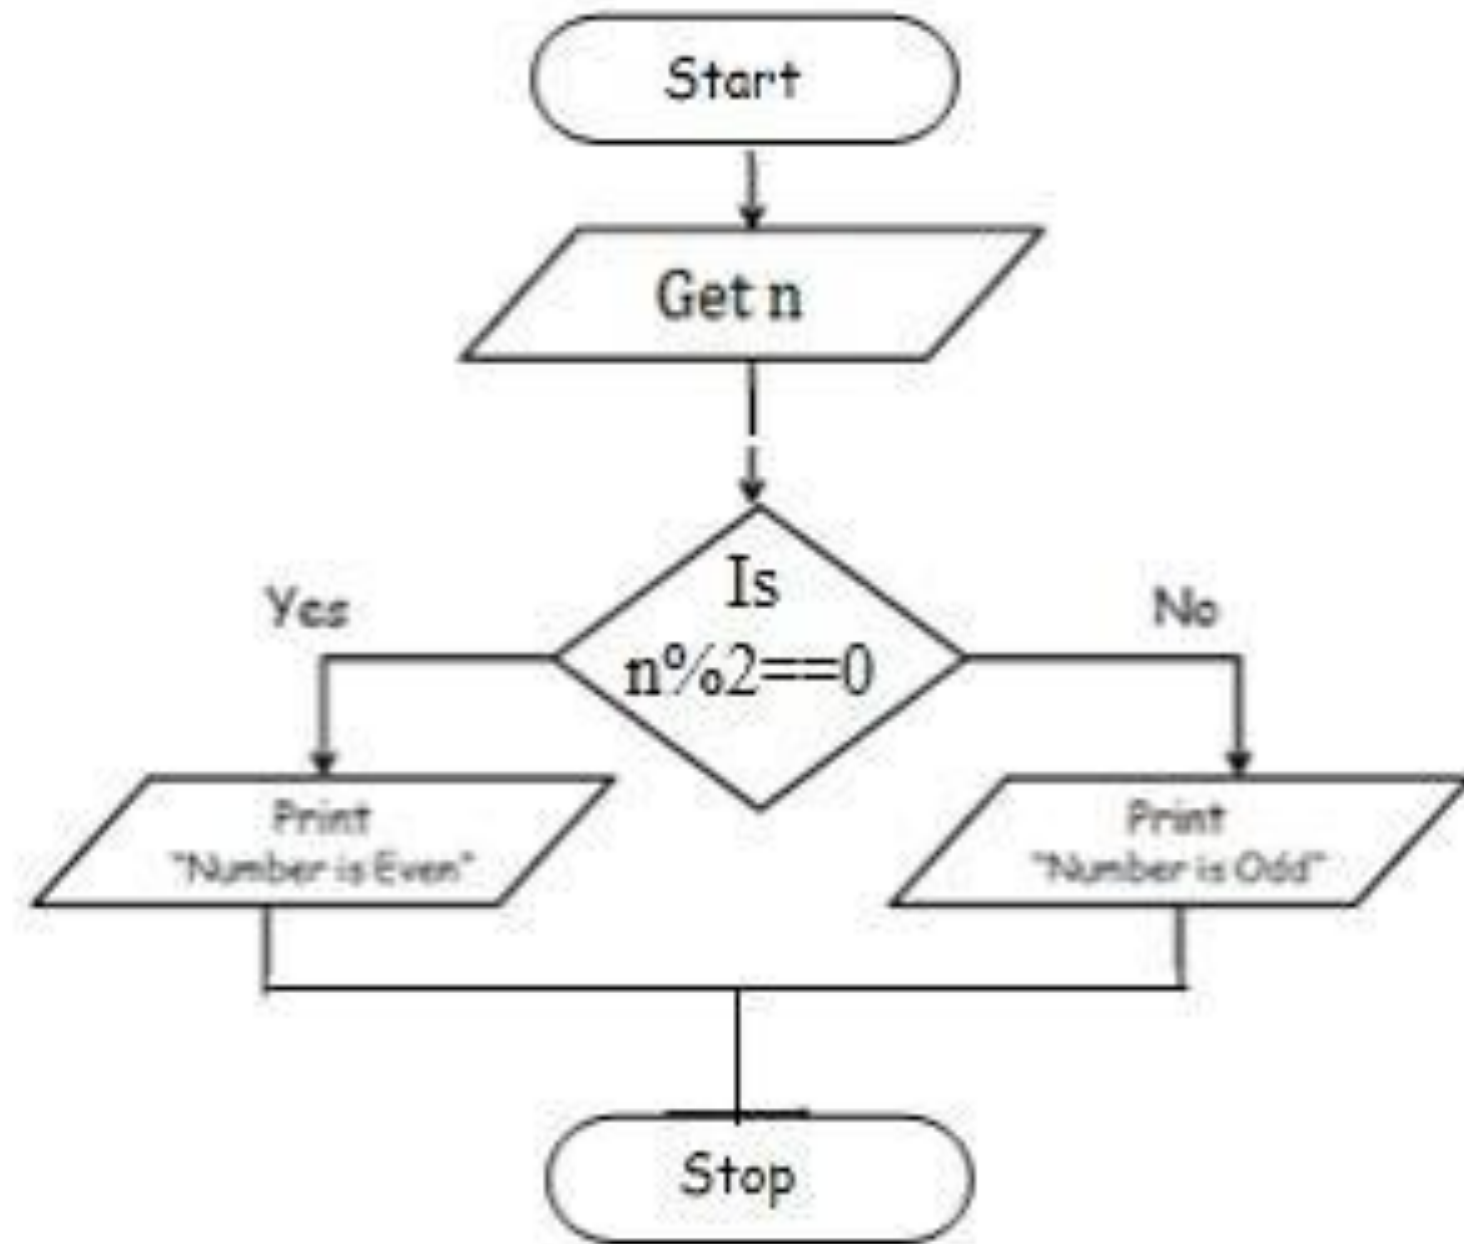 Start
Get n
Is
n%2==0
Yes
No
Print
"Number is Even"
Print
"Number is Odd"
Stop